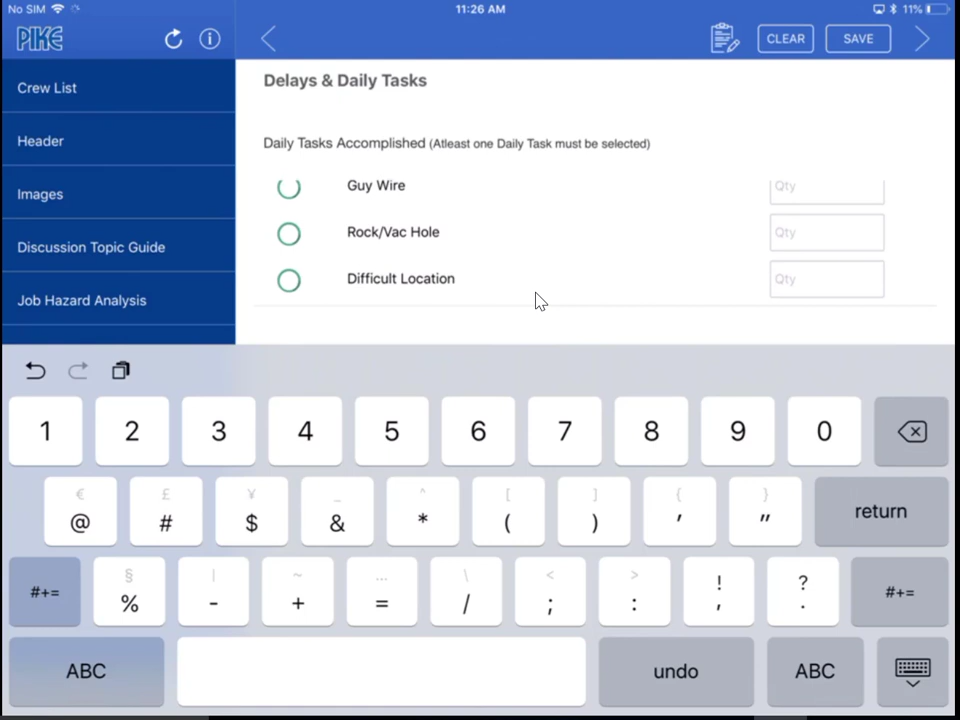 No SIM 11:26 AM 11%
PIKE CLEAR SAVE
Crew List
Header
Images
Discussion Topic Guide
Job Hazard Analysis
Delays & Daily Tasks
Daily Tasks Accomplished (Atleast one Daily Task must be selected)
Guy Wire Qty
Rock/Vac Hole Qty
Difficult Location Qty
1 2 3 4 5 6 7 8 9 0
€ £ ¥ _ ^ [ ] { }
@ # $ & * ( ) ' " return
§ | ~ … \ < > ! ?
#+= % - + = / ; : , . #+=
ABC undo ABC